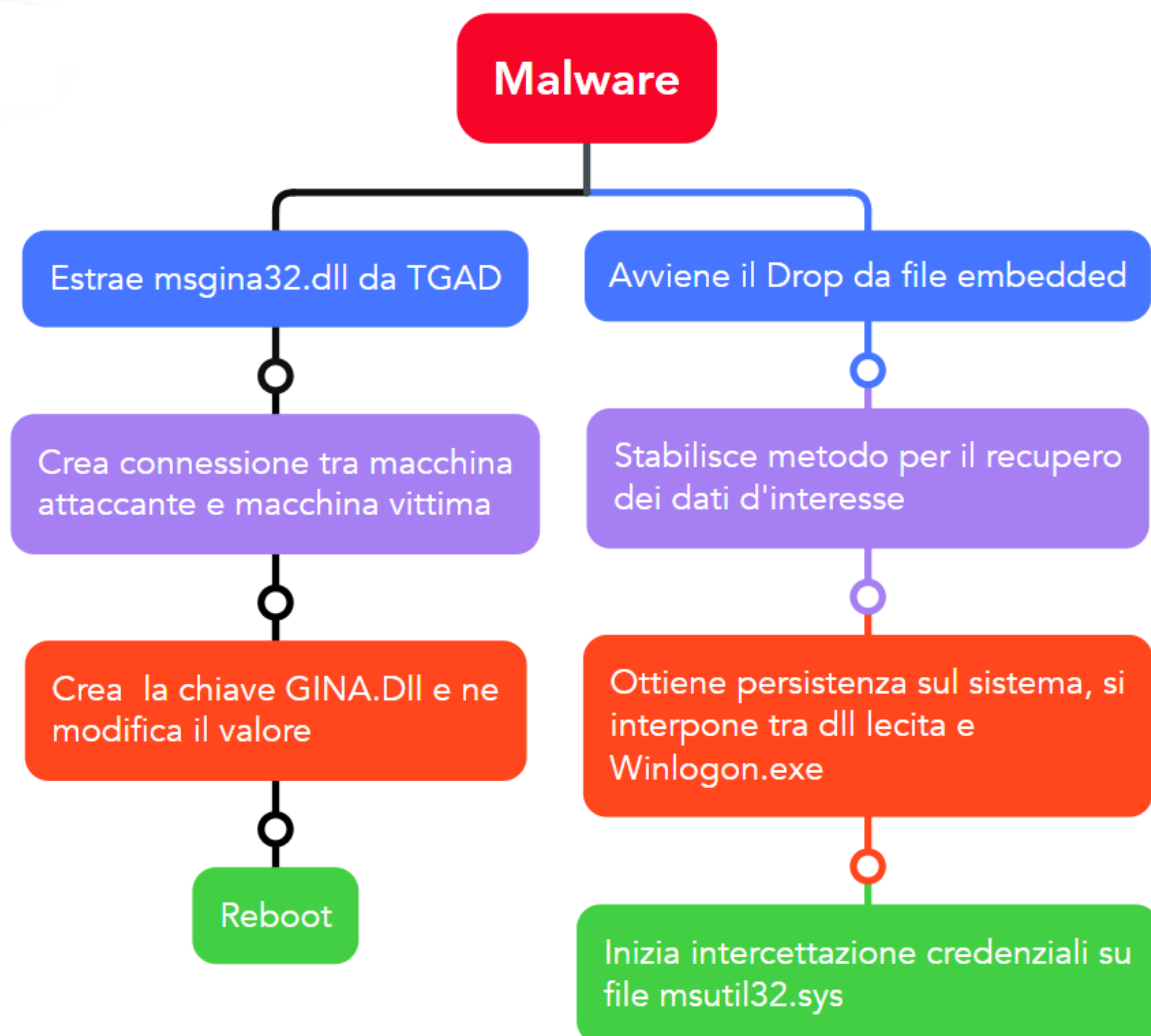 Malware
Estrae msgina32.dll da TGAD
Crea connessione tra macchina
attaccante e macchina vittima
Crea  la chiave GINA.Dll e ne
modifica il valore
Reboot
Avviene il Drop da file embedded
Stabilisce metodo per il recupero
dei dati d'interesse
Ottiene persistenza sul sistema, si
interpone tra dll lecita e
Winlogon.exe
Inizia intercettazione credenziali su
file msutil32.sys